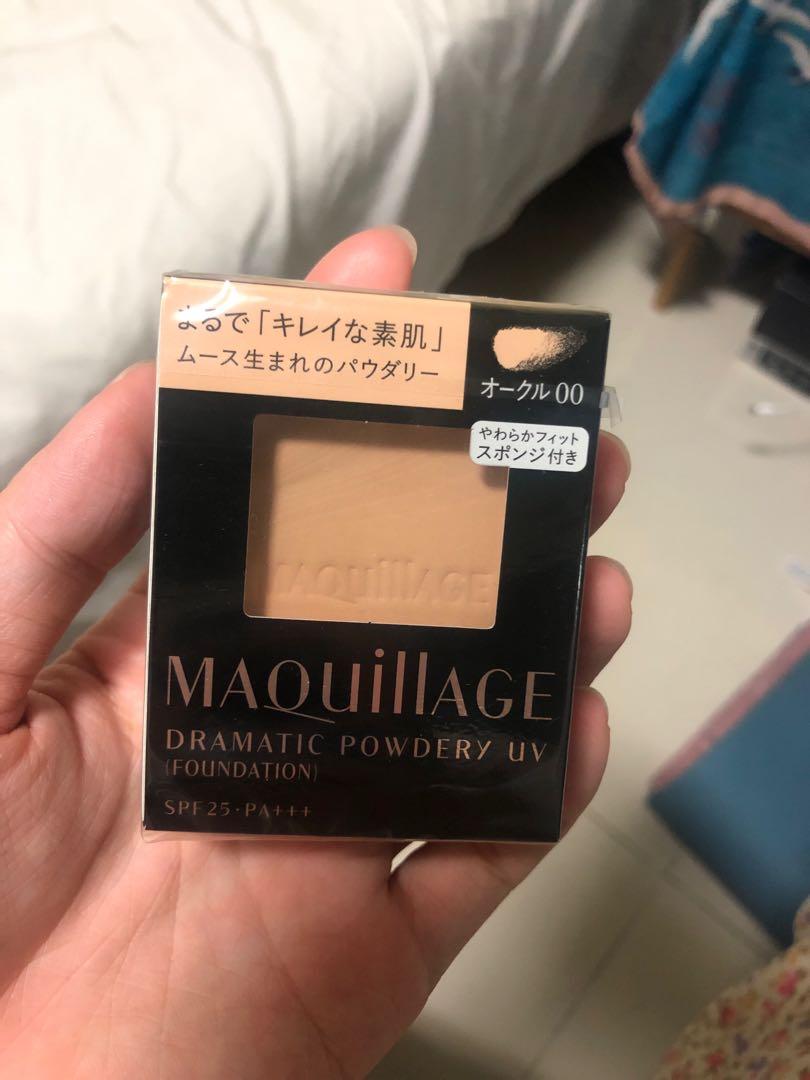 まるで「キレイな素肌」
ムース生まれのパウダリー
オークル 00
やわらかフィット
スポンジ付き
MAQuillAGE
MAQuillAGE
DRAMATIC POWDERY UV
(FOUNDATION)
SPF25・PA+++